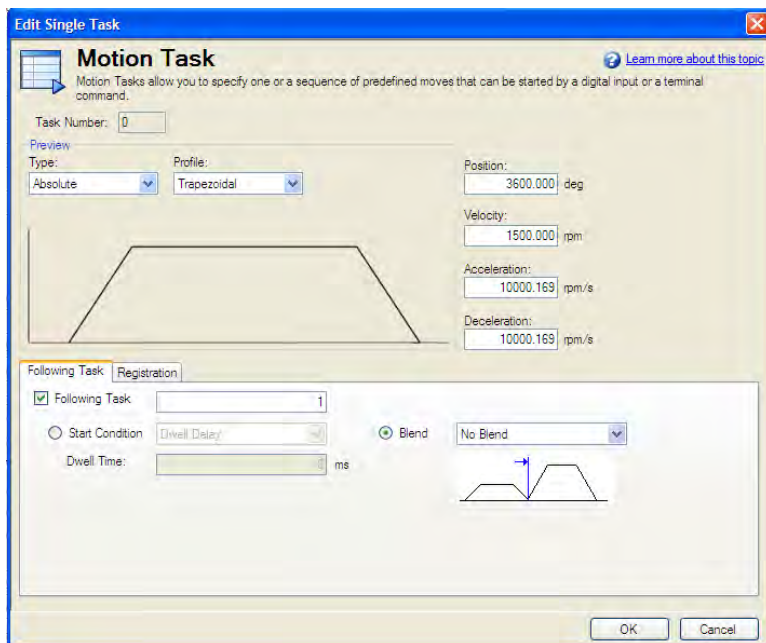 Edit Single Task
Motion Task
Learn more about this topic
Motion Tasks allow you to specify one or a sequence of predefined moves that can be started by a digital input or a terminal
command.
Task Number: 0
Preview
Type:
Profile:
Absolute
Trapezoidal
Position:
3600.000 deg
Velocity:
1500.000 rpm
Acceleration:
10000.169 rpm/s
Deceleration:
10000.169 rpm/s
Following Task
Registration
Following Task 1
Start Condition Dwell Delay
Blend No Blend
Dwell Time: ms
OK
Cancel